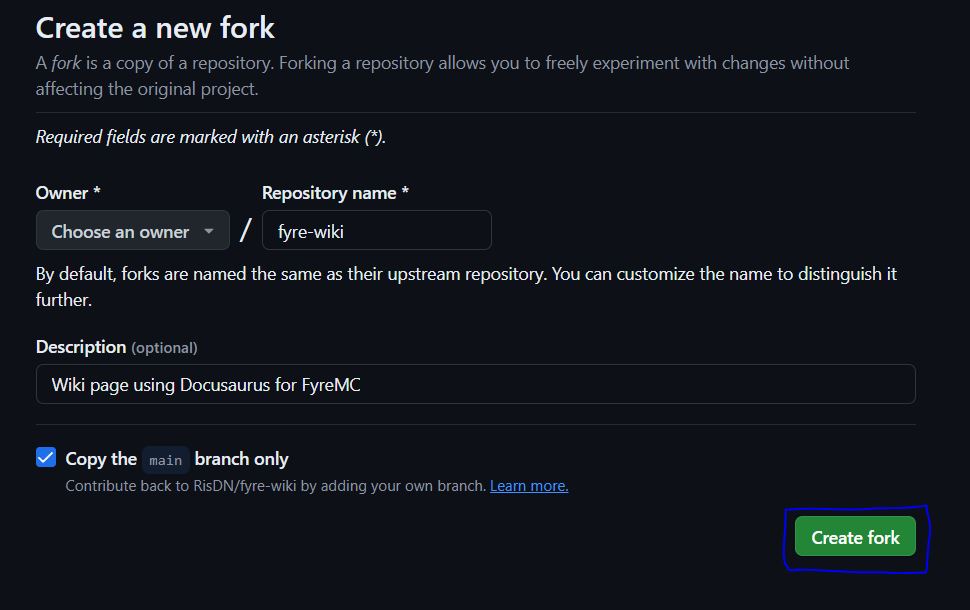 Create a new fork
A fork is a copy of a repository. Forking a repository allows you to freely experiment with changes without
affecting the original project.
Required fields are marked with an asterisk (*).
Owner *
Repository name *
Choose an owner
/
fyre-wiki
By default, forks are named the same as their upstream repository. You can customize the name to distinguish it
further.
Description (optional)
Wiki page using Docusaurus for FyreMC
Copy the main branch only
Contribute back to RisDN/fyre-wiki by adding your own branch. Learn more.
Create fork